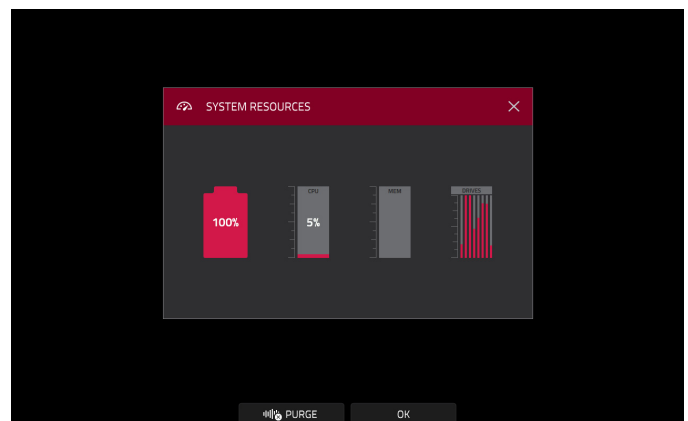 SYSTEM RESOURCES
CPU
MEM
DRIVES
100%
5%
PURGE
OK